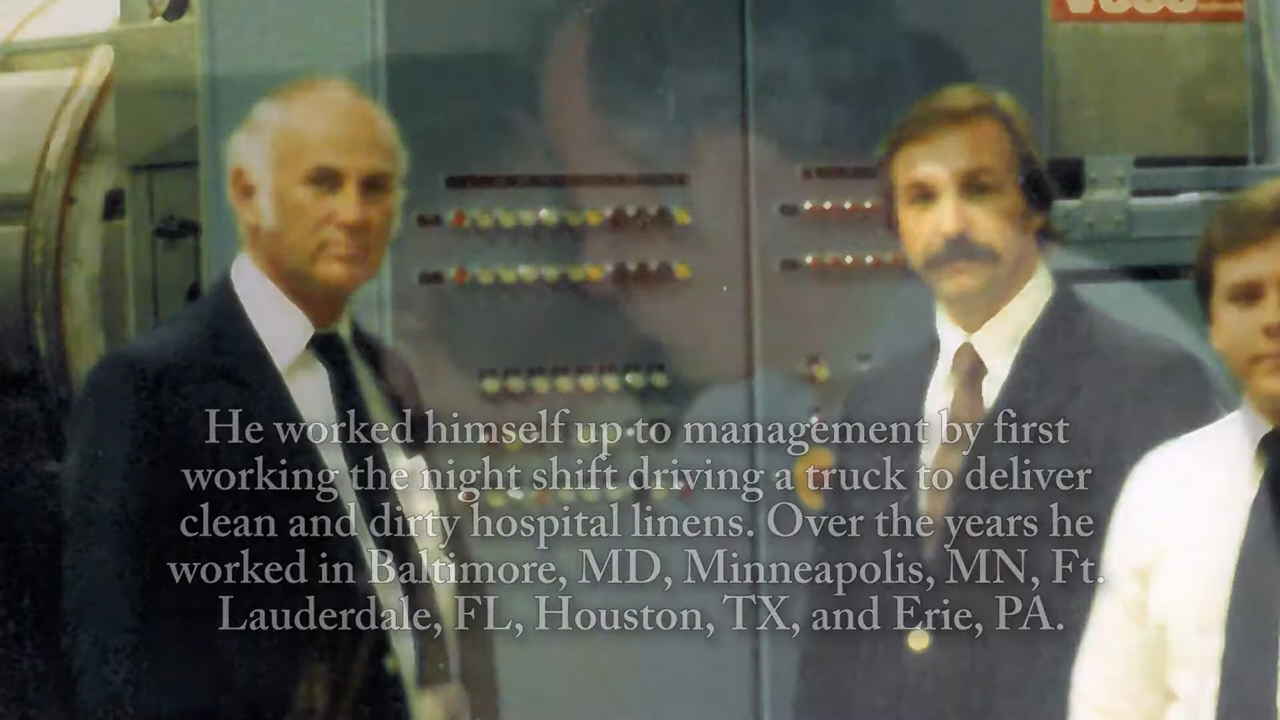 He worked himself up to management by first
working the night shift driving a truck to deliver
clean and dirty hospital linens. Over the years he
worked in Baltimore, MD, Minneapolis, MN, Ft.
Lauderdale, FL, Houston, TX, and Erie, PA.